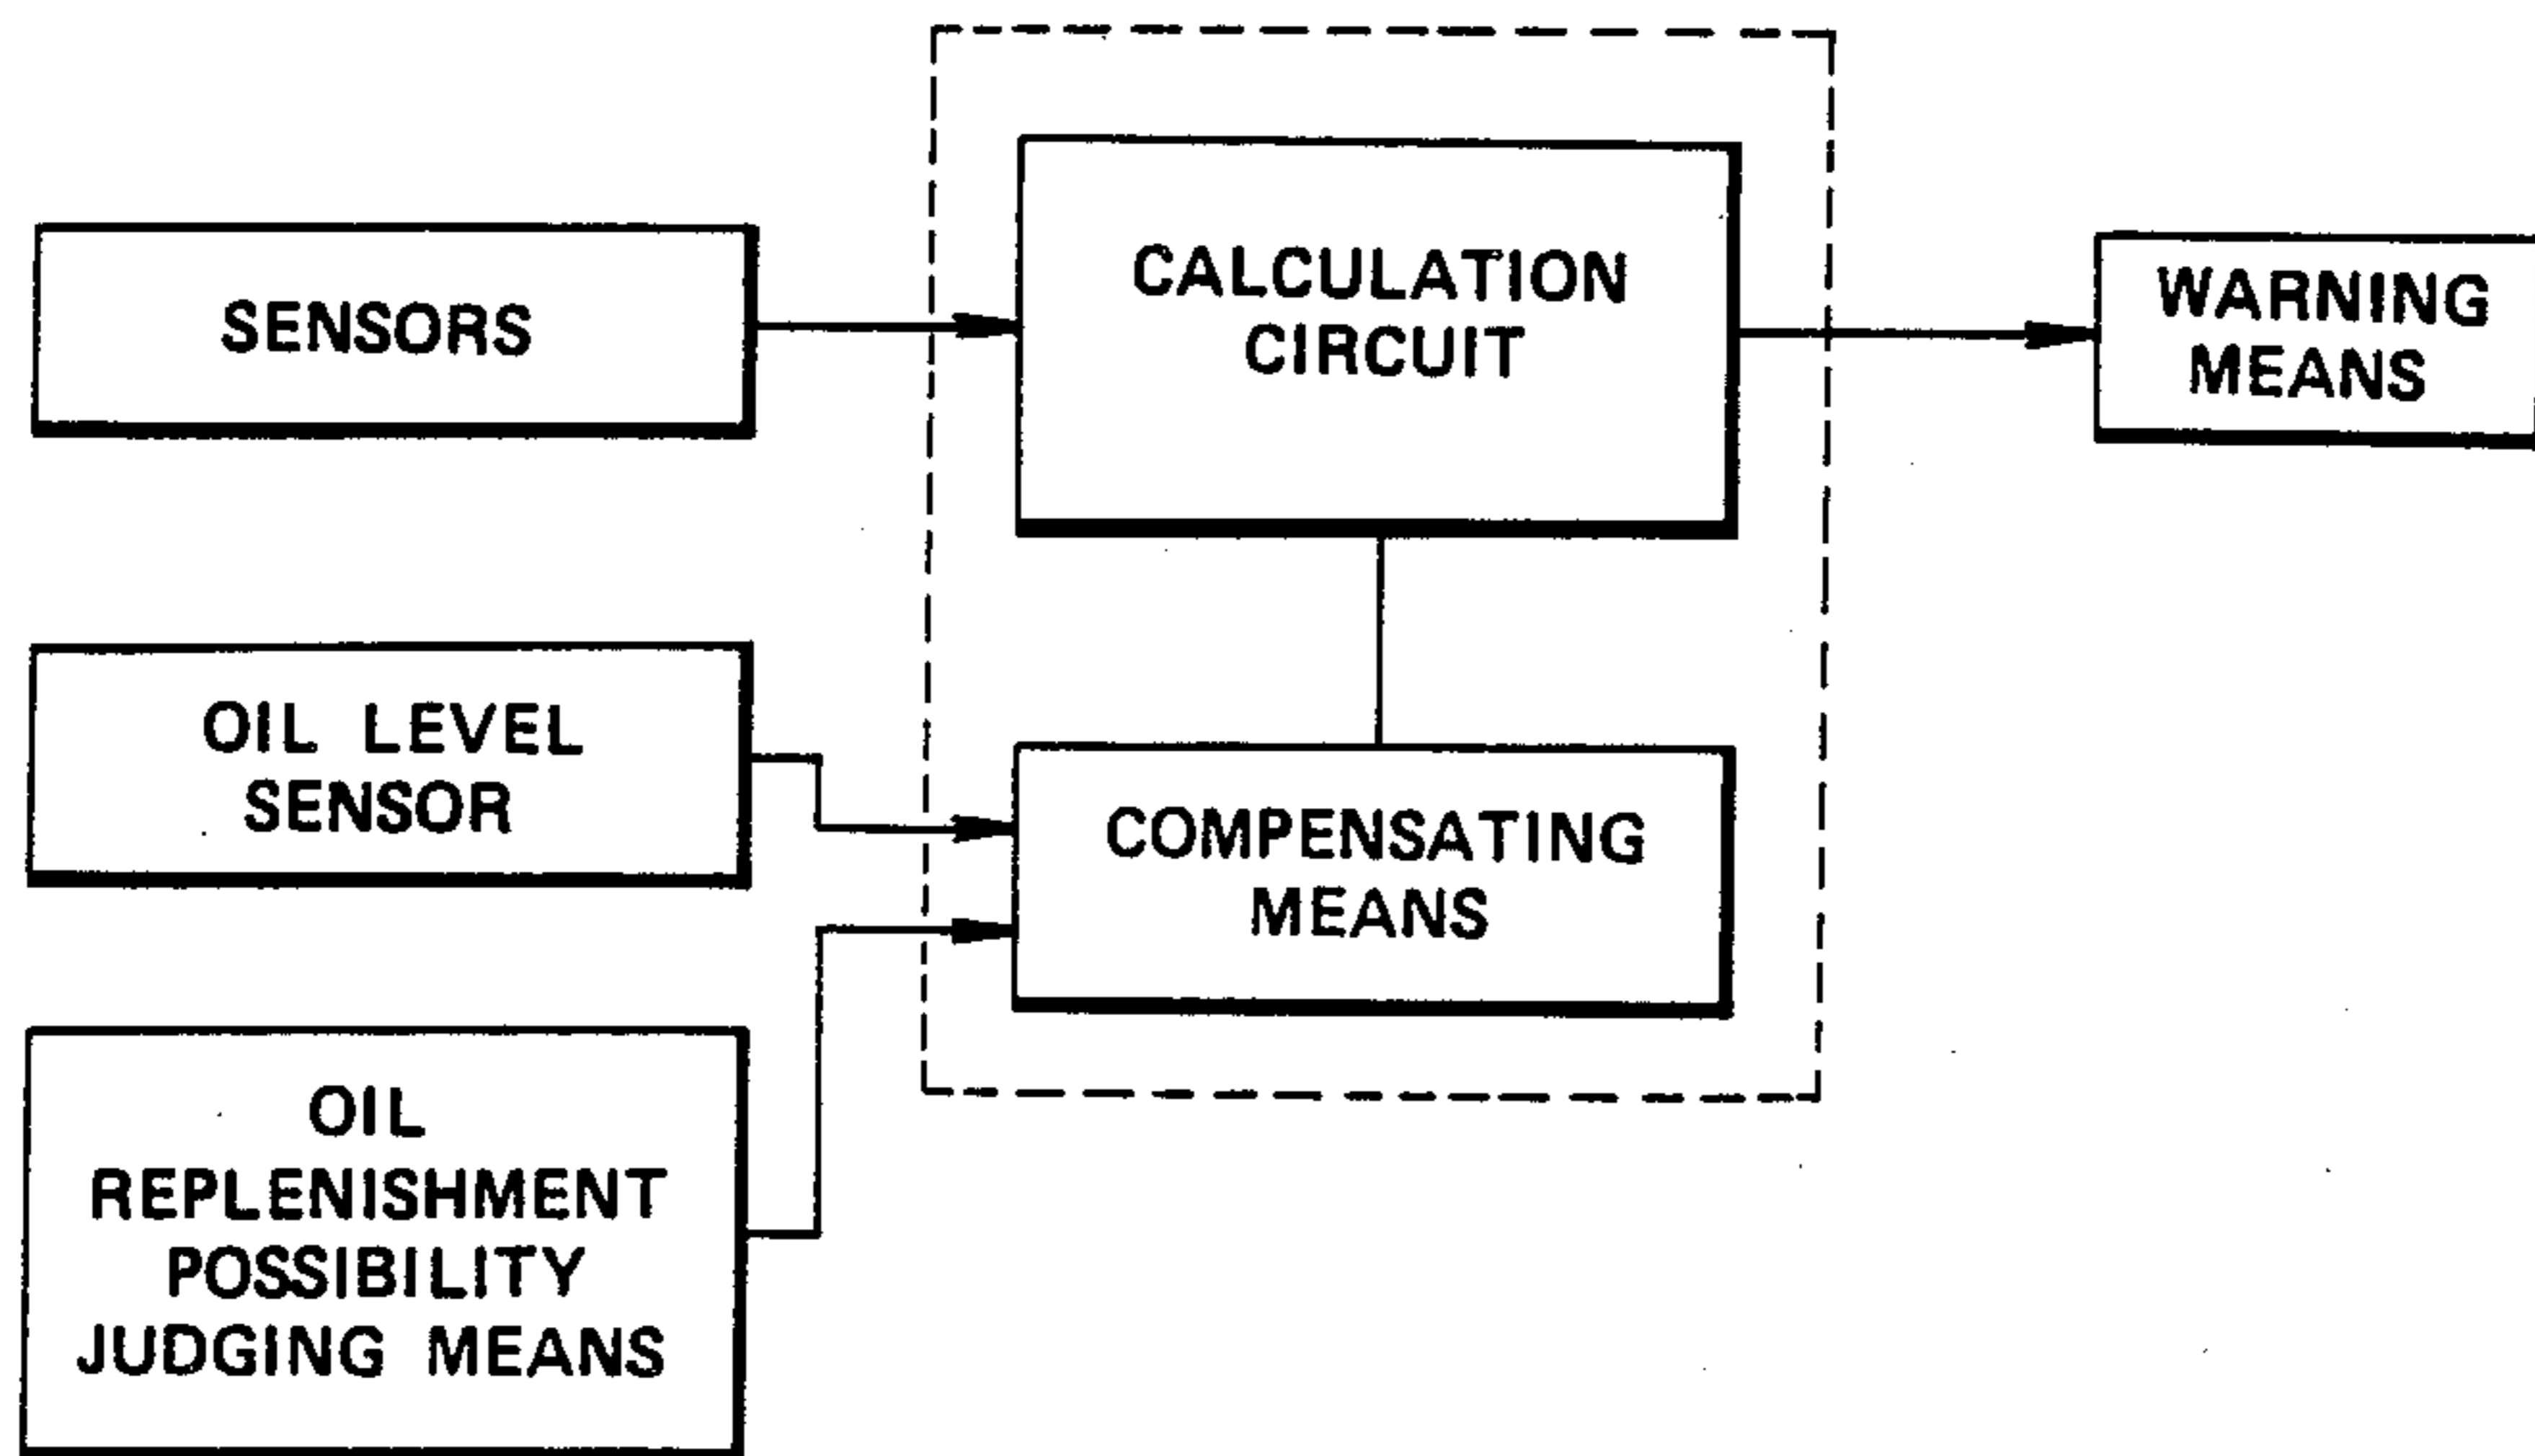 SENSORS
CALCULATION
CIRCUIT
WARNING
MEANS
OIL LEVEL
SENSOR
COMPENSATING
MEANS
OIL
REPLENISHMENT
POSSIBILITY
JUDGING MEANS